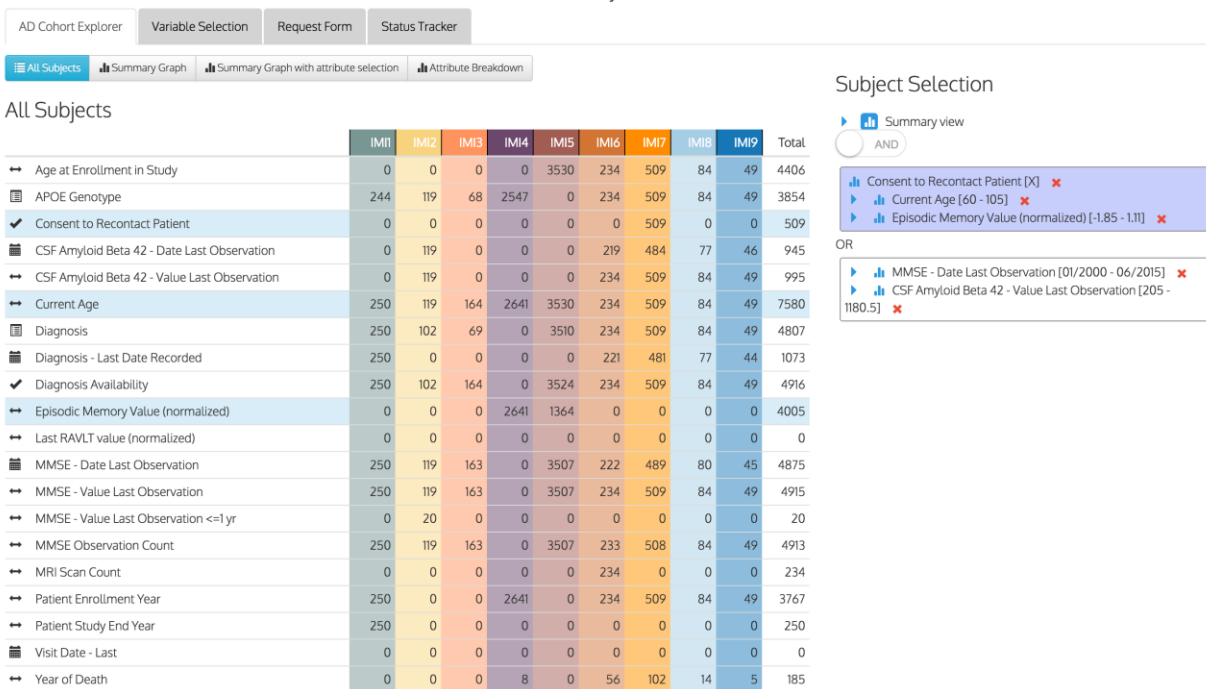 AD Cohort Explorer Variable Selection Request Form Status Tracker
All Subjects Summary Graph Summary Graph with attribute selection Attribute Breakdown
All Subjects
IMI1 IMI2 IMI3 IMI4 IMI5 IMI6 IMI7 IMI8 IMI9 Total
Age at Enrollment in Study 0 0 0 0 3530 234 509 84 49 4406
APOE Genotype 244 119 68 2547 0 234 509 84 49 3854
Consent to Recontact Patient 0 0 0 0 0 0 509 0 0 509
CSF Amyloid Beta 42 - Date Last Observation 0 119 0 0 0 219 484 77 46 945
CSF Amyloid Beta 42 - Value Last Observation 0 119 0 0 0 234 509 84 49 995
Current Age 250 119 164 2641 3530 234 509 84 49 7580
Diagnosis 250 102 69 0 3510 234 509 84 49 4807
Diagnosis - Last Date Recorded 250 0 0 0 0 221 481 77 44 1073
Diagnosis Availability 250 102 164 0 3524 234 509 84 49 4916
Episodic Memory Value (normalized) 0 0 0 2641 1364 0 0 0 0 4005
Last RAVLT value (normalized) 0 0 0 0 0 0 0 0 0 0
MMSE - Date Last Observation 250 119 163 0 3507 222 489 80 45 4875
MMSE - Value Last Observation 250 119 163 0 3507 234 509 84 49 4915
MMSE - Value Last Observation <=1 yr 0 20 0 0 0 0 0 0 0 20
MMSE Observation Count 250 119 163 0 3507 233 508 84 49 4913
MRI Scan Count 0 0 0 0 0 234 0 0 0 234
Patient Enrollment Year 250 0 0 2641 0 234 509 84 49 3767
Patient Study End Year 250 0 0 0 0 0 0 0 0 250
Visit Date - Last 0 0 0 0 0 0 0 0 0 0
Year of Death 0 0 0 8 0 56 102 14 5 185
Subject Selection
Summary view
AND
Consent to Recontact Patient [X]
Current Age [60 - 105]
Episodic Memory Value (normalized) [-1.85 - 1.11]
OR
MMSE - Date Last Observation [01/2000 - 06/2015]
CSF Amyloid Beta 42 - Value Last Observation [205 -
1180.5]